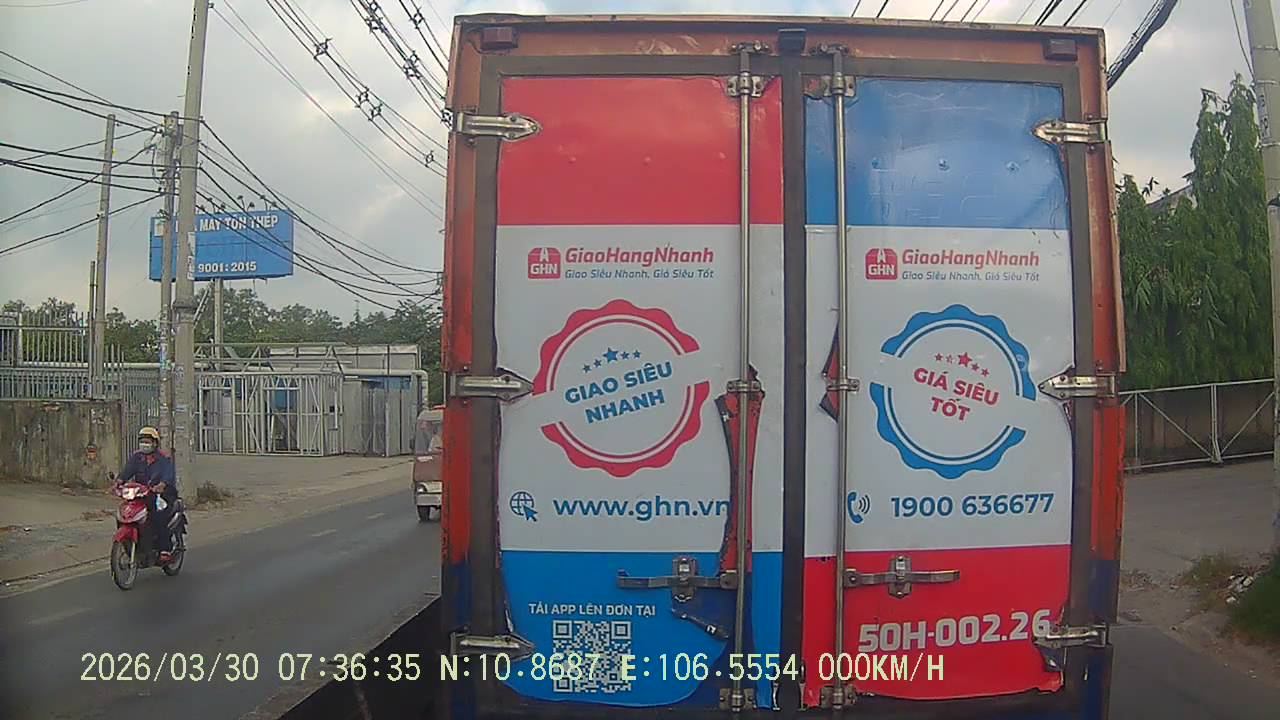 MÁY TÔN THÉP
9001: 2015
GHN
GiaoHangNhanh
Giao Siêu Nhanh, Giá Siêu Tốt
GIAO SIÊU
NHANH
www.ghn.vn
TẢI APP LÊN ĐƠN TẠI
GHN
GiaoHangNhanh
Giao Siêu Nhanh, Giá Siêu Tốt
GIÁ SIÊU
TỐT
1900 636677
50H-002.26
2026/03/30 07:36:35 N:10.8687 E:106.5554 000KM/H